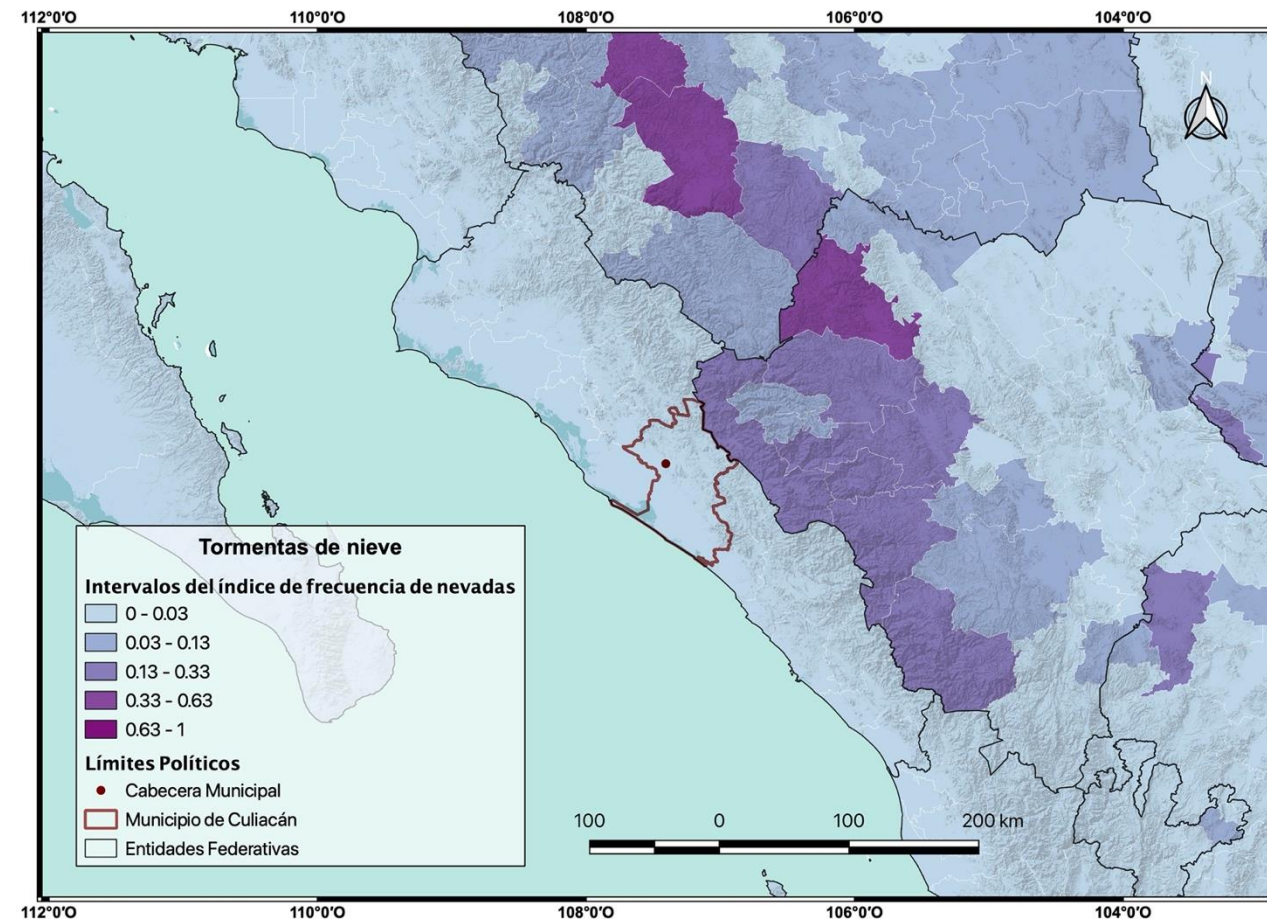 112°0'O 110°0'O 108°0'O 106°0'O 104°0'O
N
Tormentas de nieve
Intervalos del índice de frecuencia de nevadas
0 - 0.03
0.03 - 0.13
0.13 - 0.33
0.33 - 0.63
0.63 - 1
Límites Políticos
Cabecera Municipal
Municipio de Culiacán
Entidades Federativas
100 0 100 200 km
112°0'O 110°0'O 108°0'O 106°0'O 104°0'O